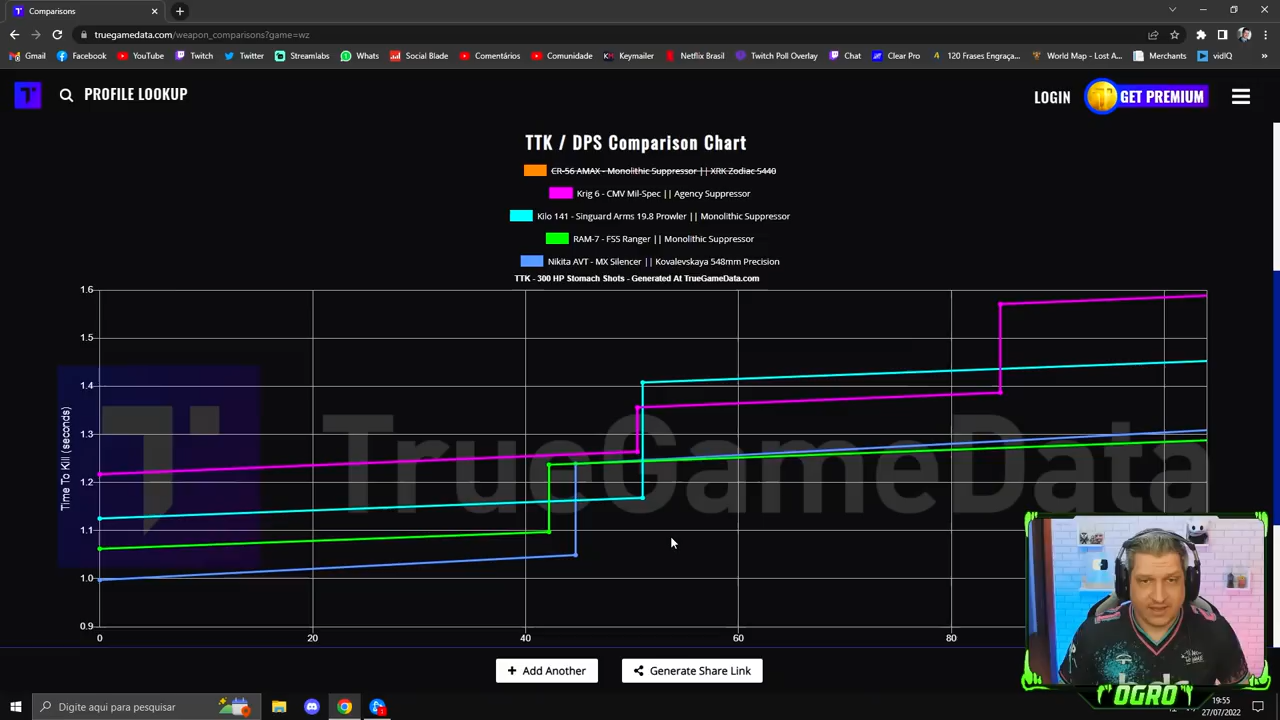 Comparisons
truegamedata.com/weapon_comparisons?game=wz
Gmail Facebook YouTube Twitch Twitter Streamlabs Whats Social Blade Comentários Comunidade Keymailer Netflix Brasil Twitch Poll Overlay Chat Clear Pro 120 Frases Engraça... World Map - Lost A... Merchants vidIQ »
PROFILE LOOKUP
LOGIN GET PREMIUM
TTK / DPS Comparison Chart
CR-56 AMAX - Monolithic Suppressor || XRK Zodiac S440
Krig 6 - CMV Mil-Spec || Agency Suppressor
Kilo 141 - Singuard Arms 19.8 Prowler || Monolithic Suppressor
RAM-7 - FSS Ranger || Monolithic Suppressor
Nikita AVT - MX Silencer || Kovalevskaya 548mm Precision
TTK - 300 HP Stomach Shots - Generated At TrueGameData.com
1.6
1.5
1.4
1.3
1.2
1.1
1.0
0.9
Time To Kill (seconds)
TrueGameData
0 20 40 60 80
+ Add Another
Generate Share Link
OGRO
Digite aqui para pesquisar
19:55
27/07/2022